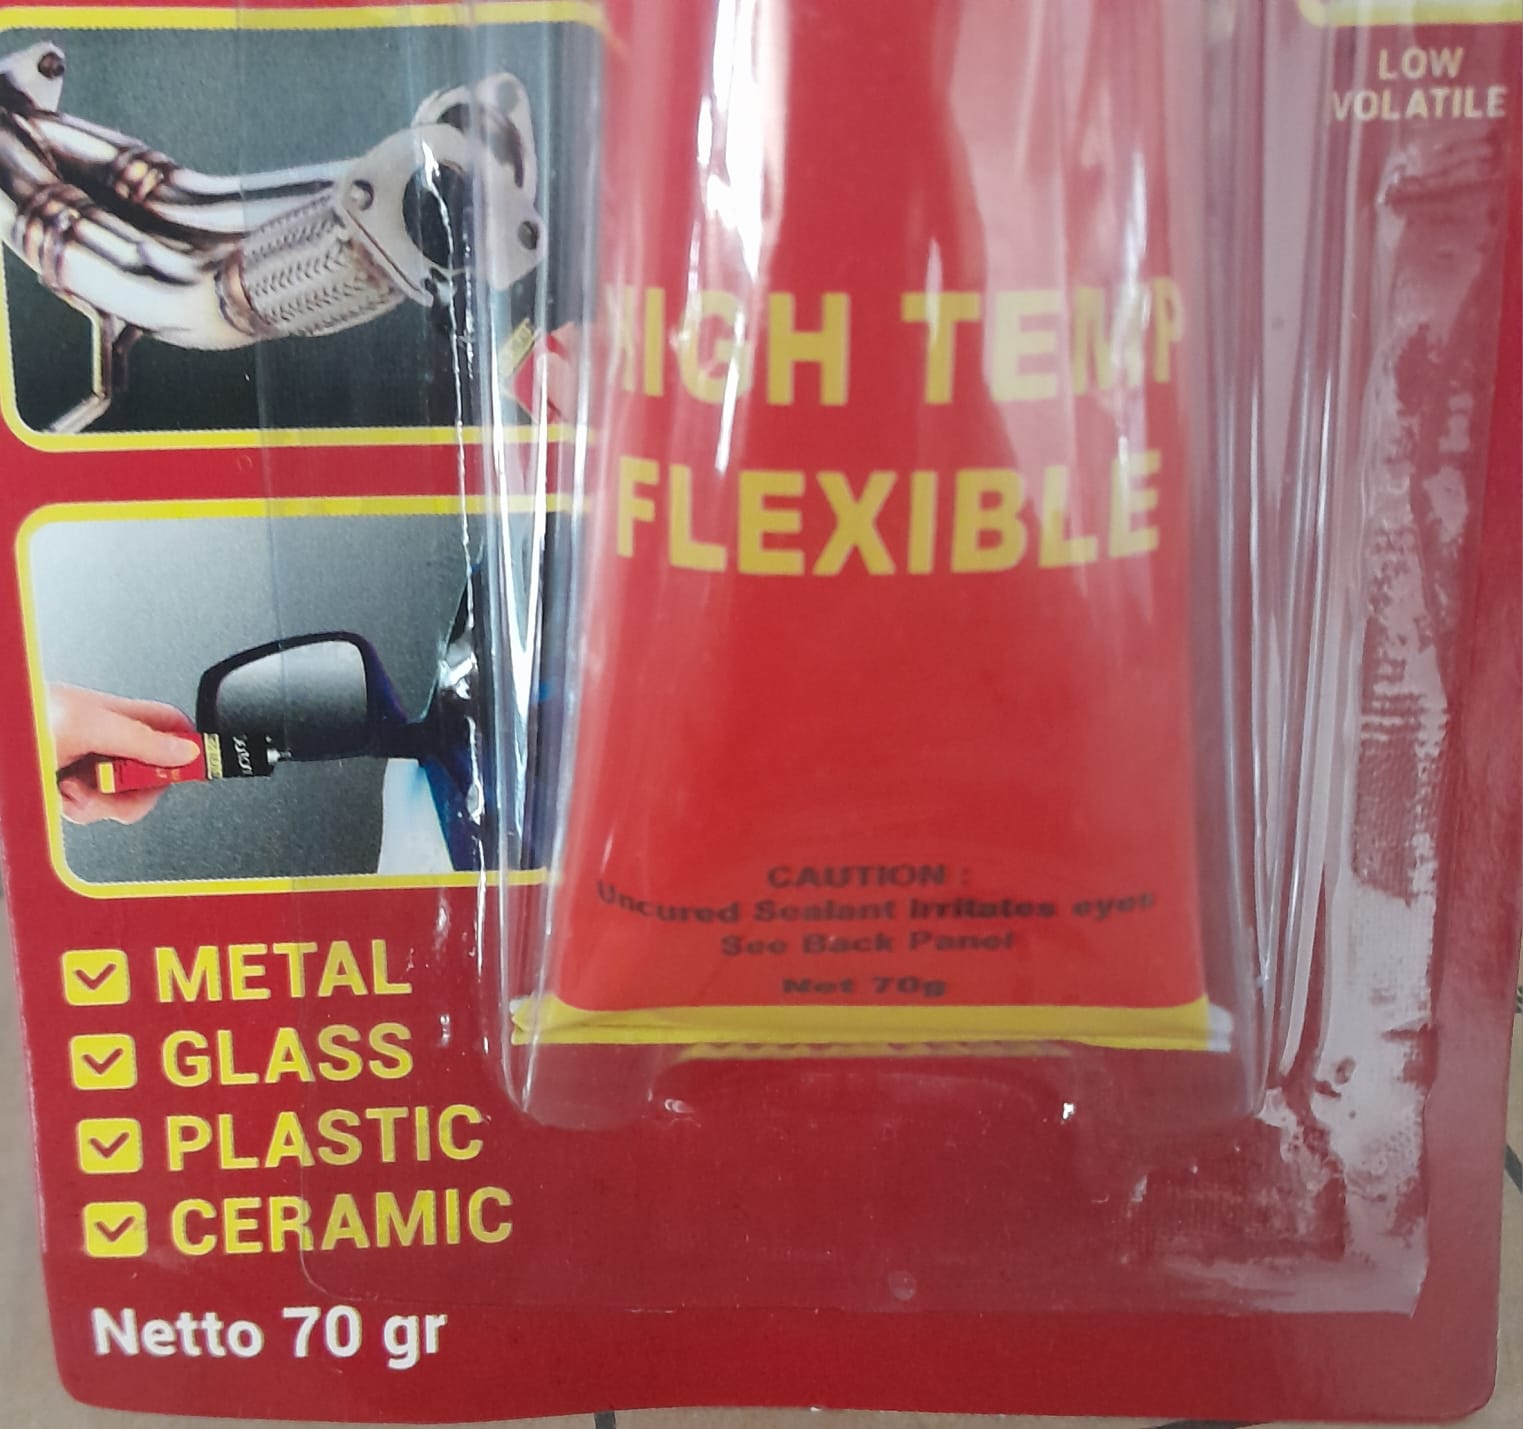 LOW
VOLATILE
HIGH TEMP
FLEXIBLE
CAUTION :
Uncured Sealant irritates eyes
See Back Panel
Net 70g
METAL
GLASS
PLASTIC
CERAMIC
Netto 70 gr